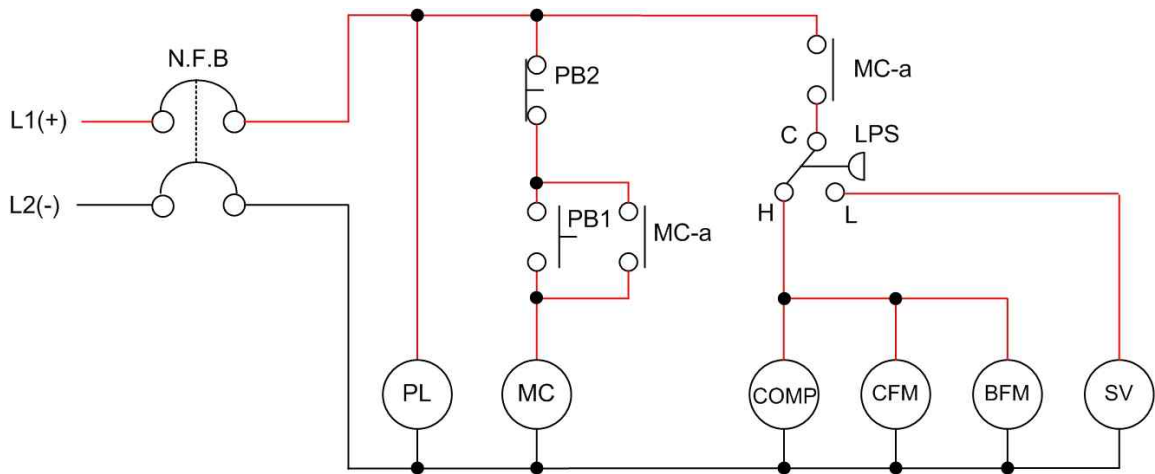 N.F.B
L1(+)
L2(-)
PB2
PB1
MC-a
MC-a
C
LPS
H
L
PL
MC
COMP
CFM
BFM
SV